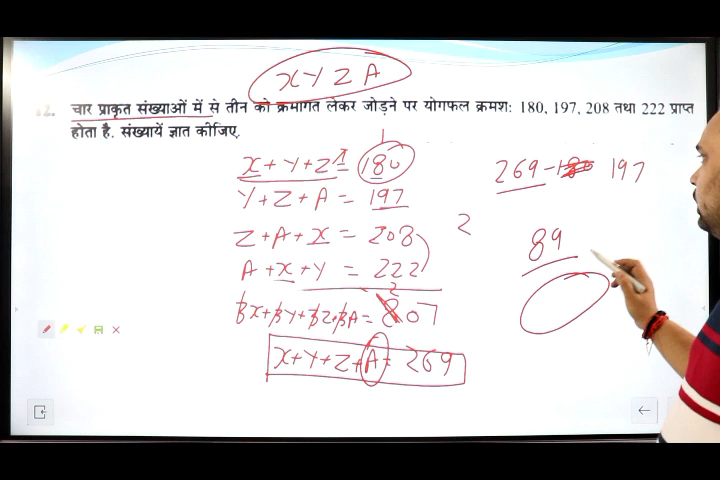 X Y Z A
12. चार प्राकृत संख्याओं में से तीन को क्रमागत लेकर जोड़ने पर योगफल क्रमश: 180, 197, 208 तथा 222 प्राप्त
होता है. संख्यायें ज्ञात कीजिए.
X + Y + Z = 180
269 - 180 197
Y + Z + A = 197
Z + A + X = 208
2
89
A + X + Y = 222
3X + 3Y + 3Z + 3A = 807
X + Y + Z + A = 269